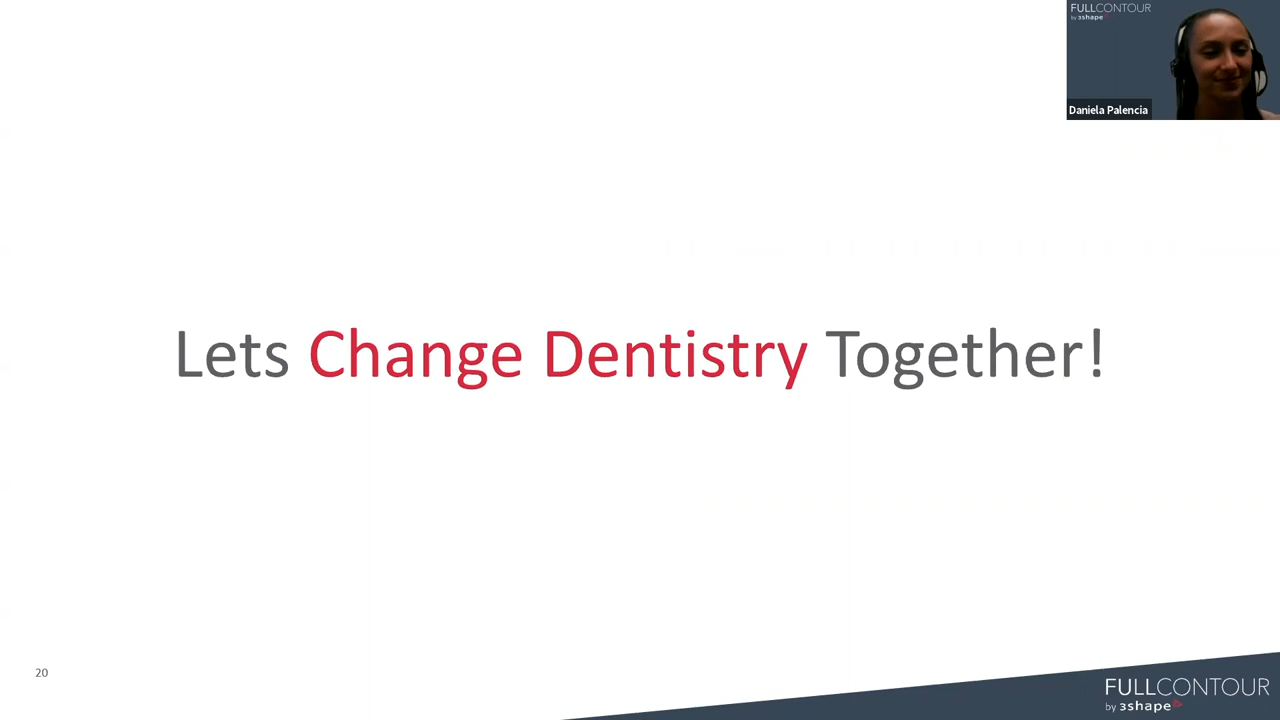 FULLCONTOUR
by 3shape
Daniela Palencia
Lets Change Dentistry Together!
20
FULLCONTOUR
by 3shape